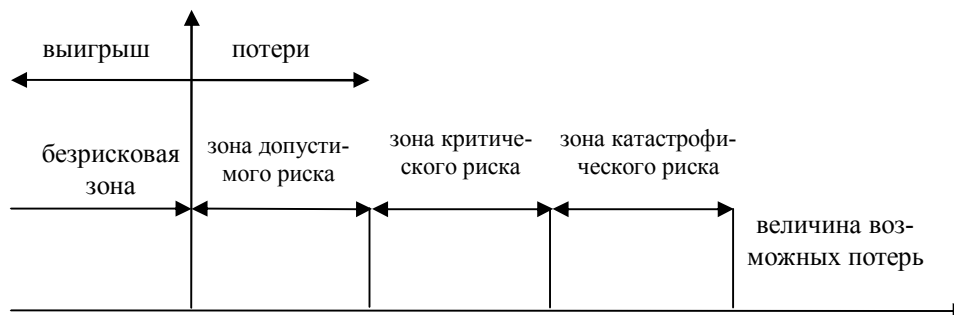 выигрыш
потери
безрисковая
зона
зона допусти-
мого риска
зона критиче-
ского риска
зона катастрофи-
ческого риска
величина воз-
можных потерь